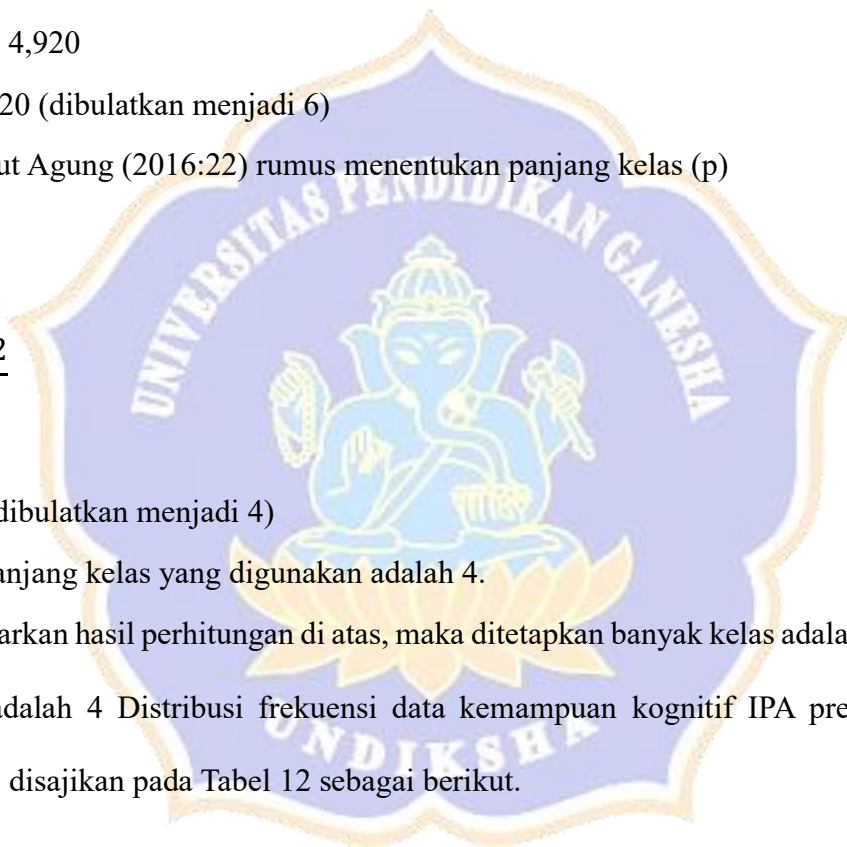 4,920
20 (dibulatkan menjadi 6)
ut Agung (2016:22) rumus menentukan panjang kelas (p)
UNIVERSITAS PENDIDIKAN GANESHA
2
dibulatkan menjadi 4)
anjang kelas yang digunakan adalah 4.
arkan hasil perhitungan di atas, maka ditetapkan banyak kelas adala
adalah 4 Distribusi frekuensi data kemampuan kognitif IPA pre
UNDIKSHA
disajikan pada Tabel 12 sebagai berikut.